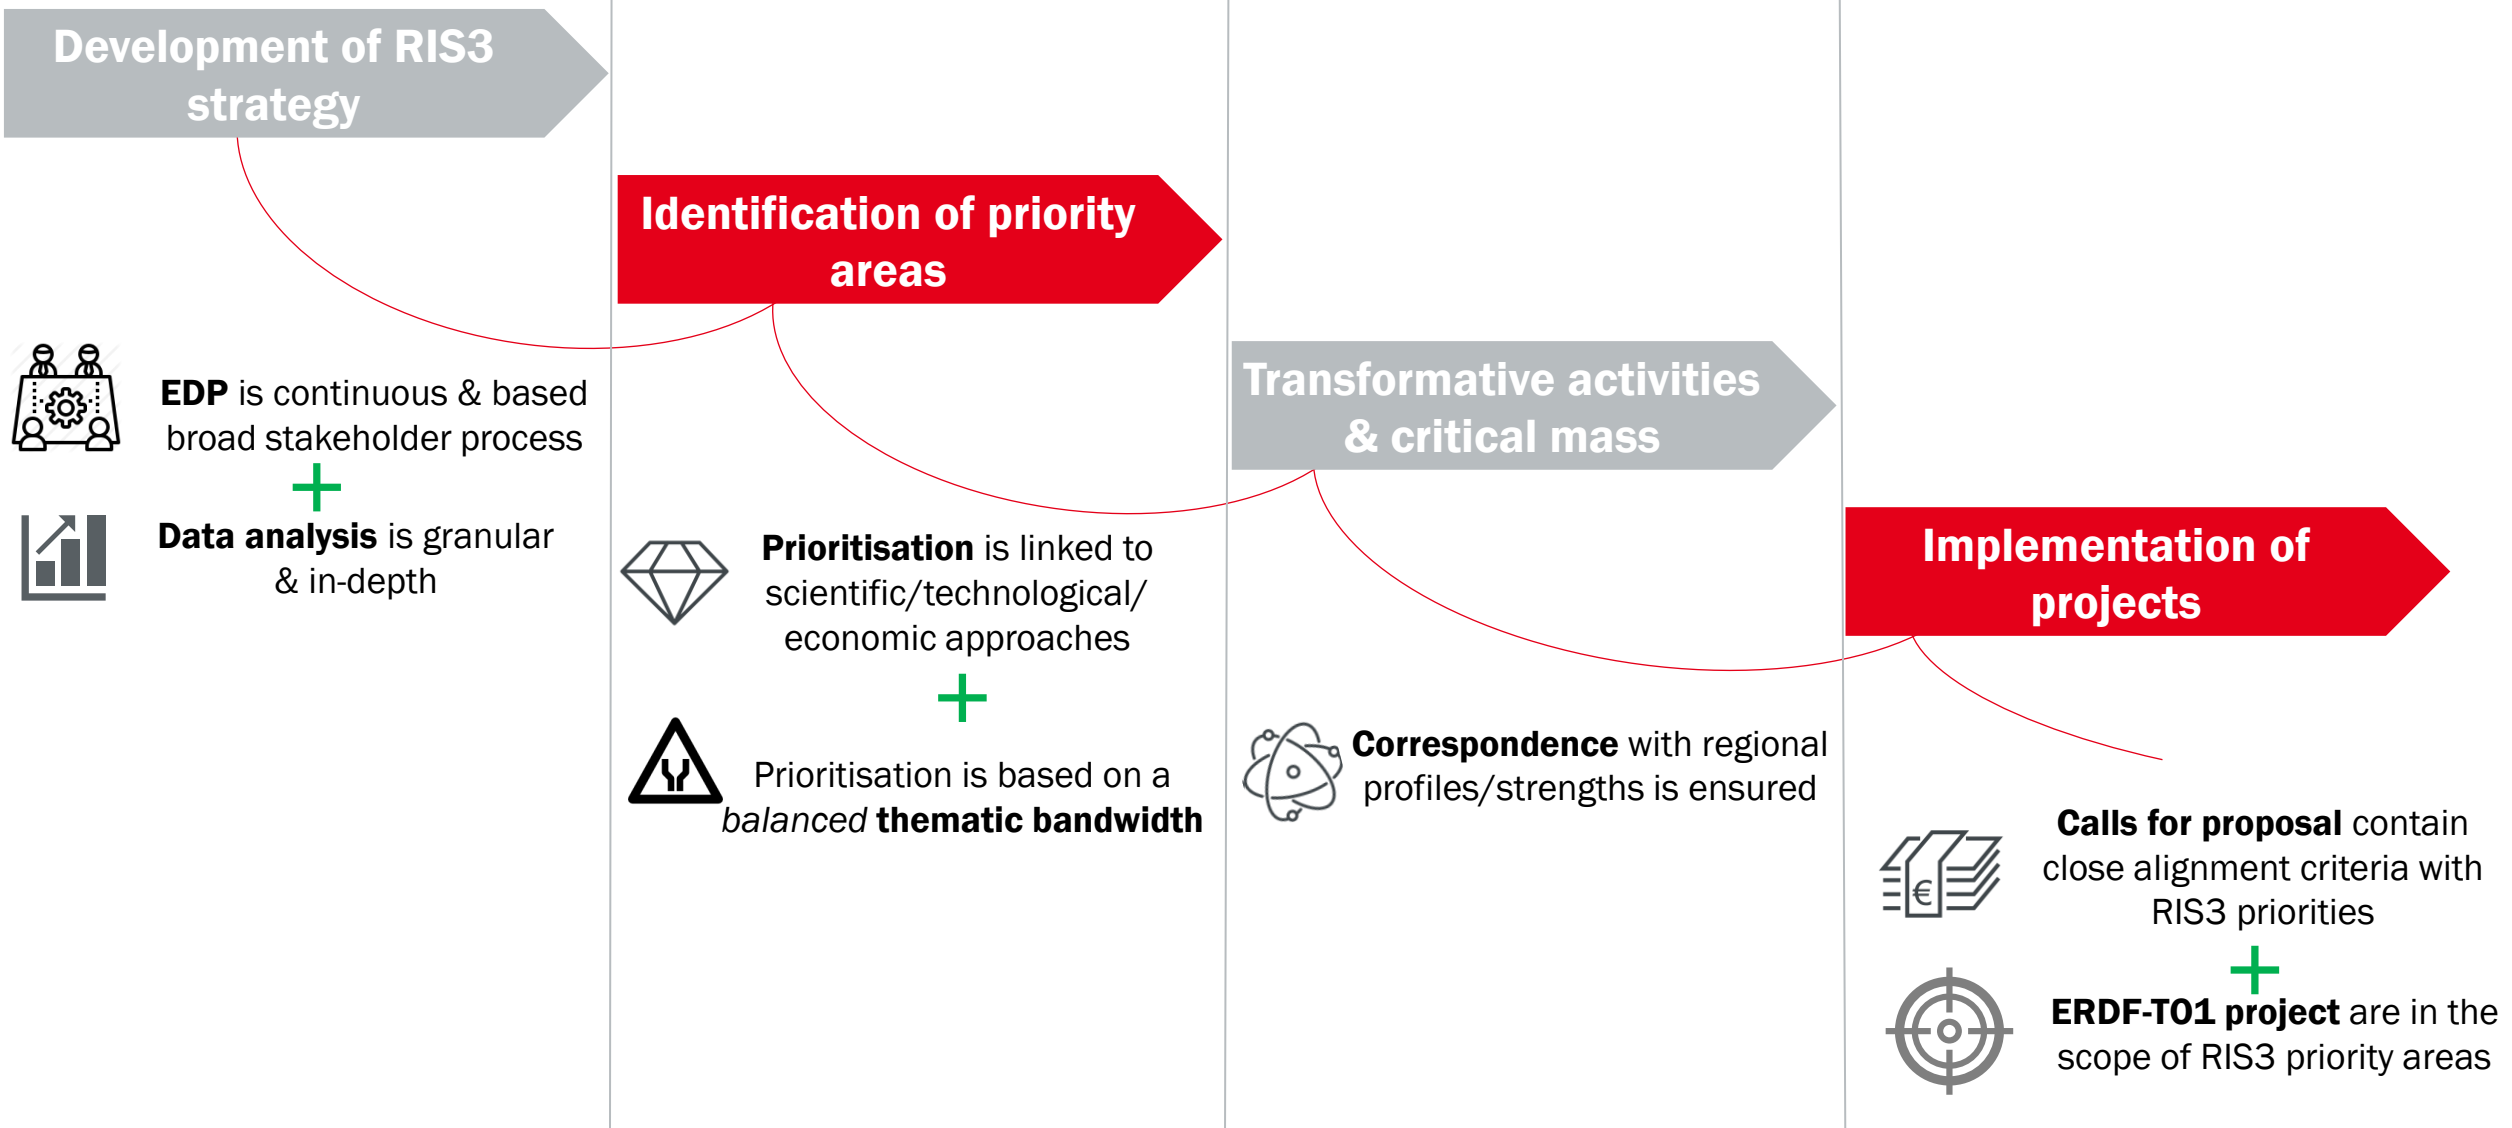 Development of RIS3
strategy
EDP is continuous & based
broad stakeholder process
+
Data analysis is granular
& in-depth
Identification of priority
areas
Prioritisation is linked to
scientific/technological/
economic approaches
+
Prioritisation is based on a
balanced thematic bandwidth
Transformative activities
& critical mass
Correspondence with regional
profiles/strengths is ensured
Implementation of
projects
Calls for proposal contain
close alignment criteria with
RIS3 priorities
€
+
ERDF-TO1 project are in the
scope of RIS3 priority areas